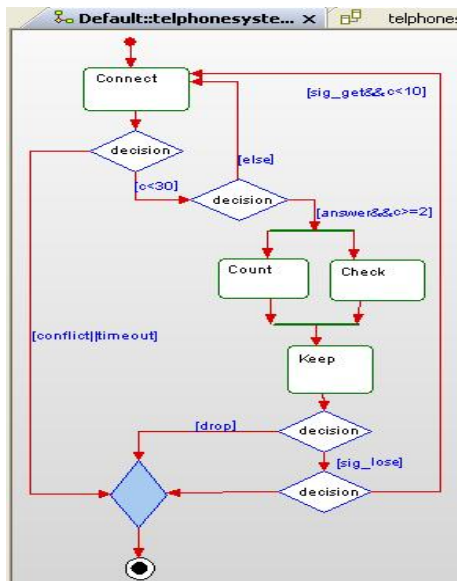 Default::telphonesyste... telphones
Connect
[sig_get&&c<10]
decision
[else]
[c<30]
decision
[answer&&c>=2]
Count
Check
[conflict||timeout]
Keep
[drop]
decision
[sig_lose]
decision